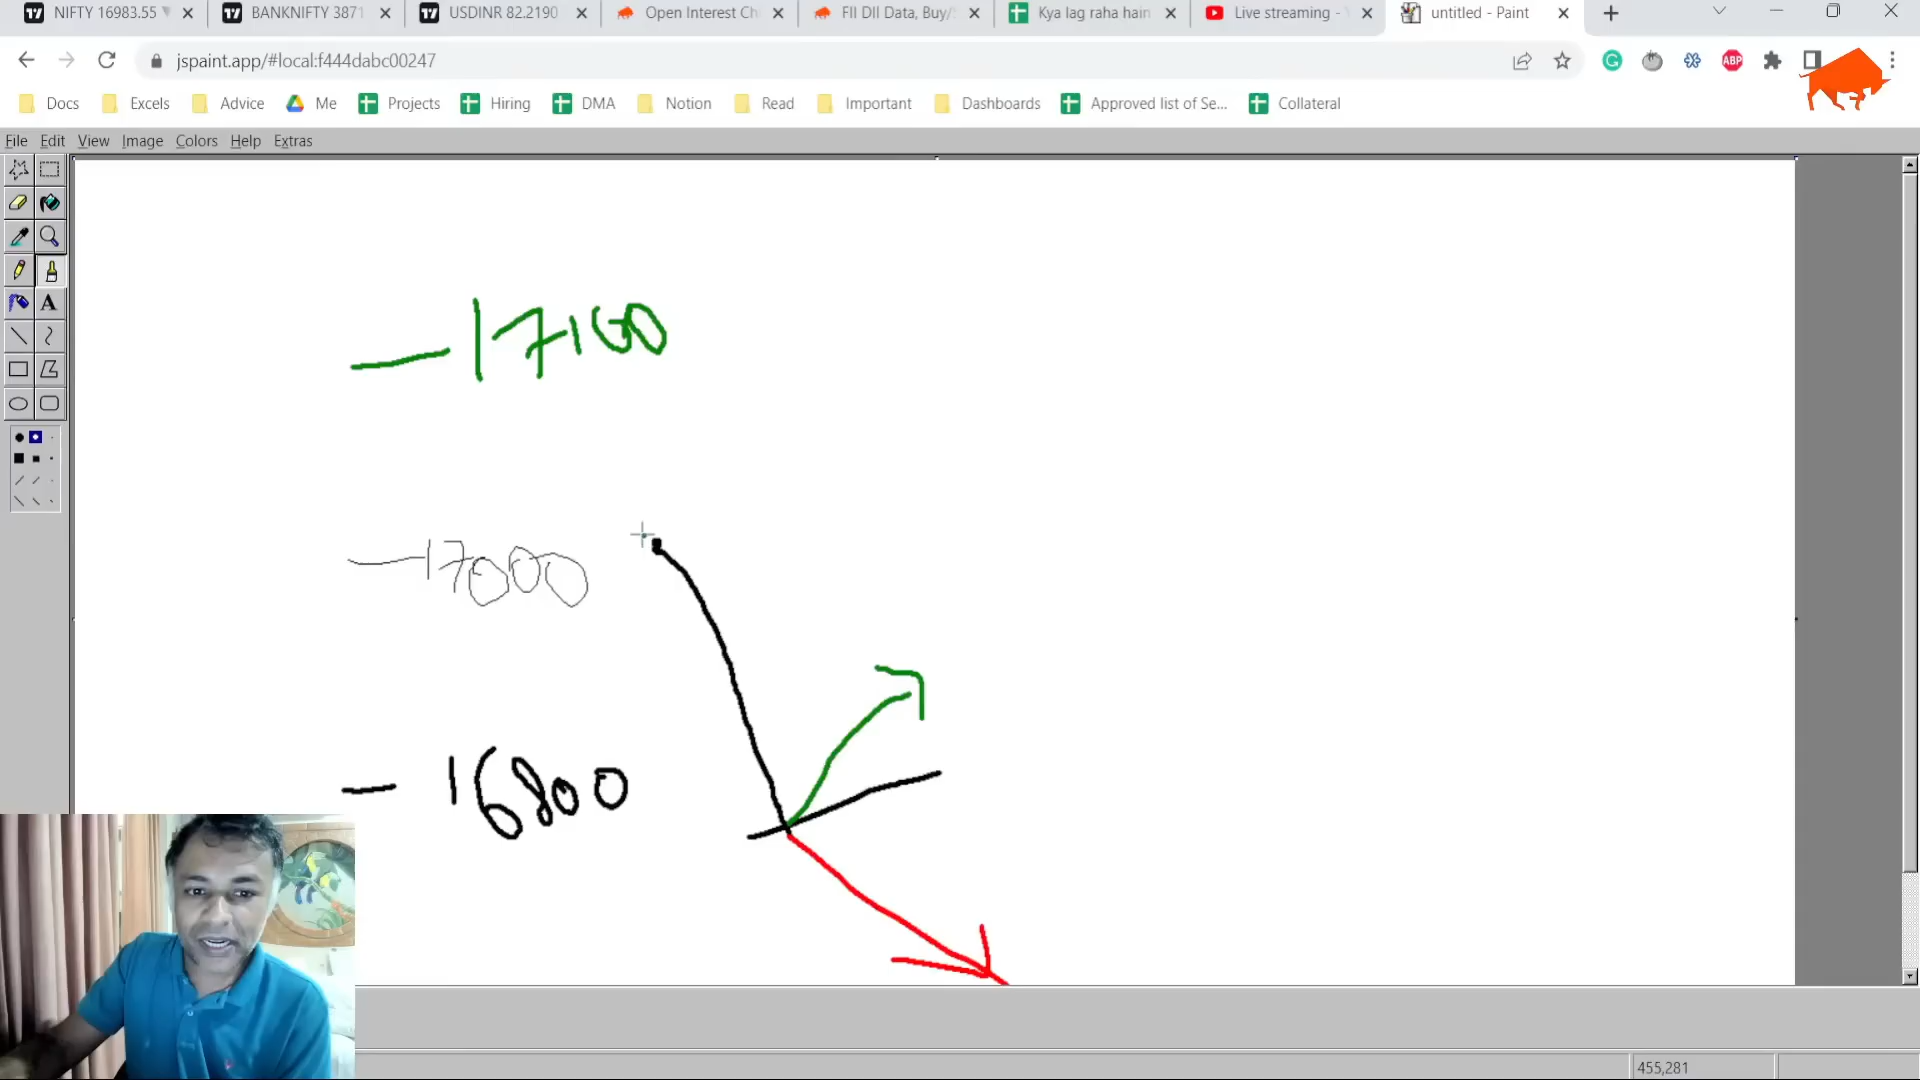 NIFTY 16983.55 ▼
BANKNIFTY 3871
USDINR 82.2190
Open Interest Ch
FII DII Data, Buy/S
Kya lag raha hain
Live streaming - Y
untitled - Paint
jspaint.app/#local:f444dabc00247
ABP
Docs
Excels
Advice
Me
Projects
Hiring
DMA
Notion
Read
Important
Dashboards
Approved list of Se...
Collateral
File Edit View Image Colors Help Extras
A
— 17100
— 17000
- 16800
455,281